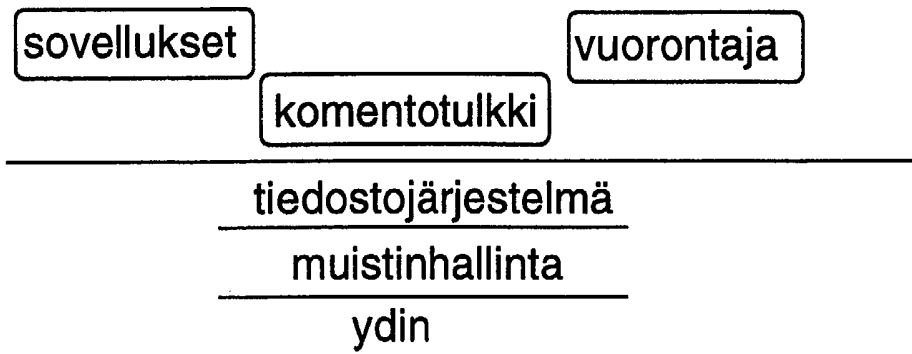 sovellukset
vuorontaja
komentotulkki
tiedostojärjestelmä
muistinhallinta
ydin